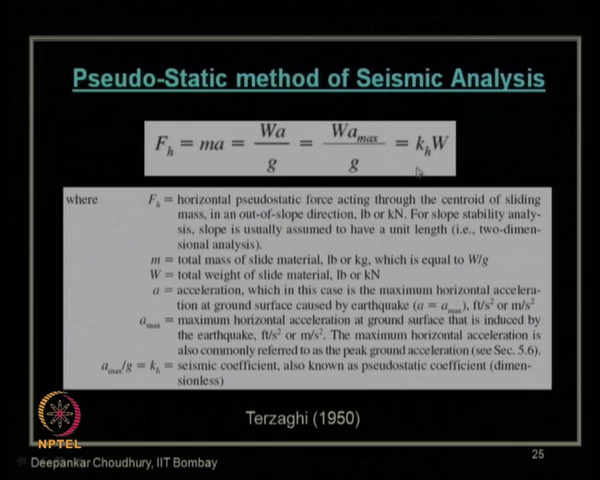 Pseudo-Static method of Seismic Analysis
F_h = ma = Wa/g = Wa_max/g = k_h W
where F_h = horizontal pseudostatic force acting through the centroid of sliding
mass, in an out-of-slope direction, lb or kN. For slope stability analy-
sis, slope is usually assumed to have a unit length (i.e., two-dimen-
sional analysis).
m = total mass of slide material, lb or kg, which is equal to W/g
W = total weight of slide material, lb or kN
a = acceleration, which in this case is the maximum horizontal accelera-
tion at ground surface caused by earthquake (a = a_max), ft/s² or m/s²
a_max = maximum horizontal acceleration at ground surface that is induced by
the earthquake, ft/s² or m/s². The maximum horizontal acceleration is
also commonly referred to as the peak ground acceleration (see Sec. 5.6).
a_max/g = k_h = seismic coefficient, also known as pseudostatic coefficient (dimen-
sionless)
Terzaghi (1950)
NPTEL
Deepankar Choudhury, IIT Bombay
25